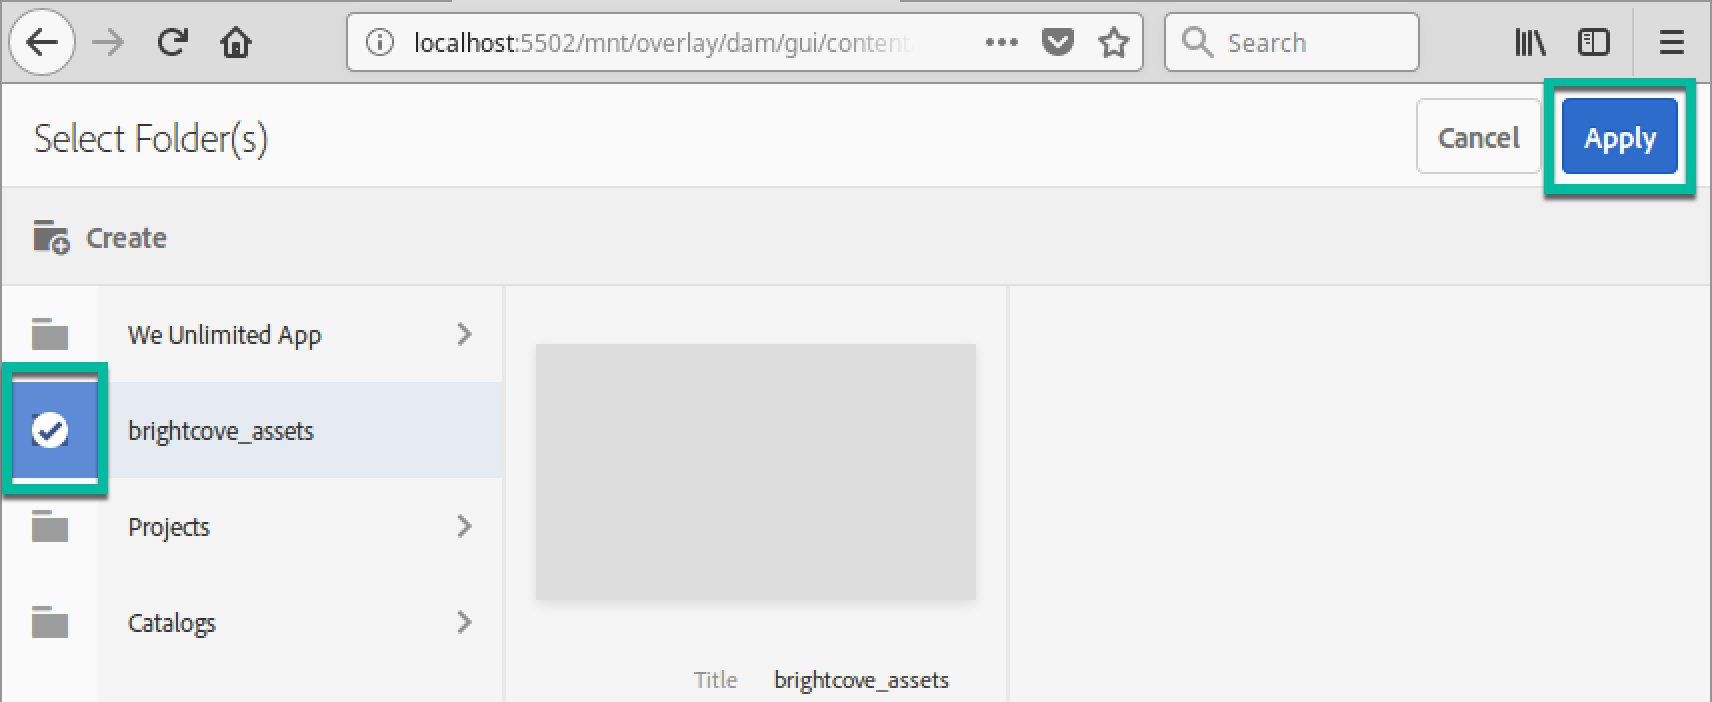 localhost:5502/mnt/overlay/dam/gui/content
Search
Select Folder(s)
Cancel
Apply
Create
We Unlimited App
brightcove_assets
Projects
Catalogs
Title brightcove_assets